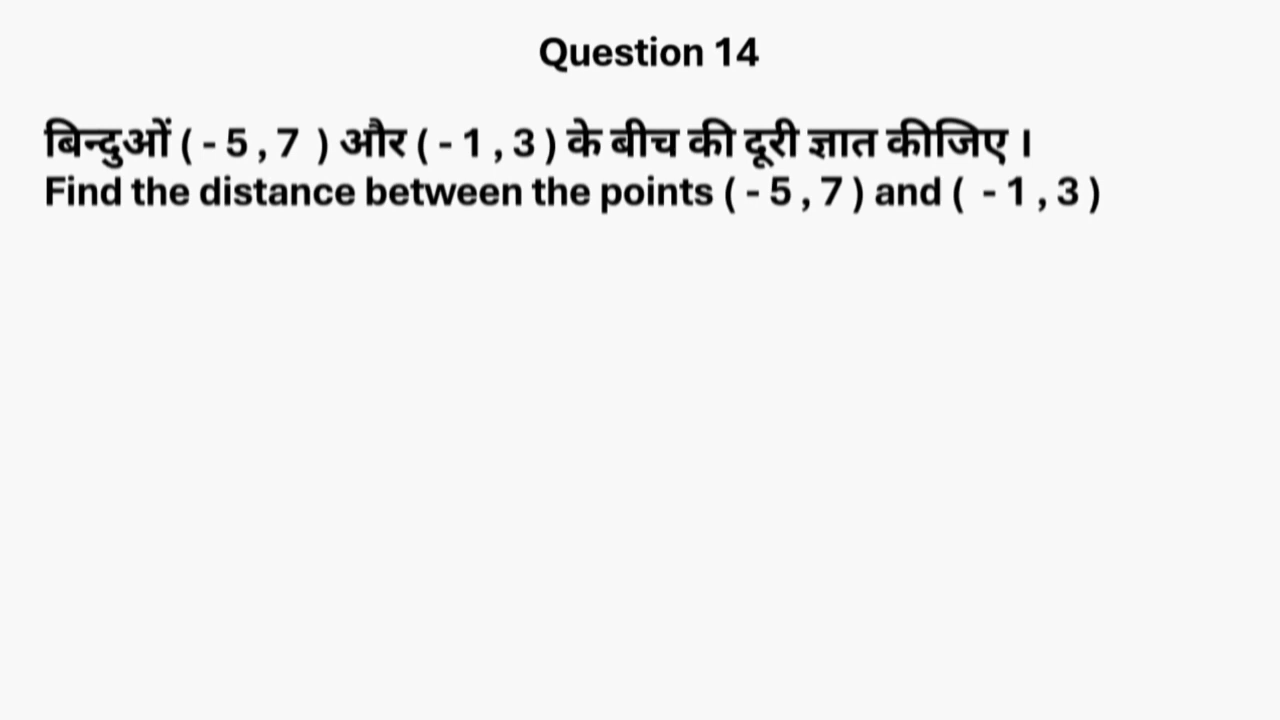 Question 14
बिन्दुओं ( - 5 , 7 ) और ( - 1 , 3 ) के बीच की दूरी ज्ञात कीजिए ।
Find the distance between the points ( - 5 , 7 ) and ( - 1 , 3 )